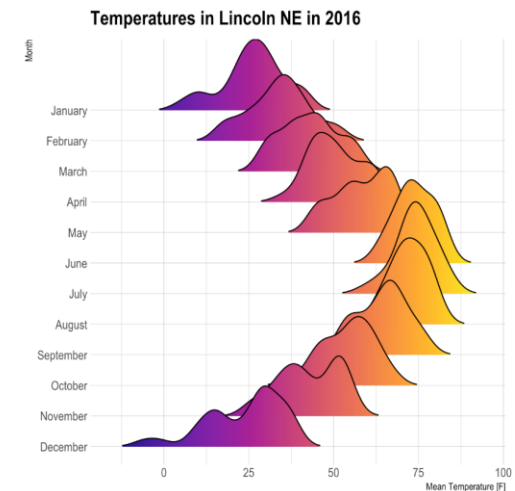 Temperatures in Lincoln NE in 2016
Month
January
February
March
April
May
June
July
August
September
October
November
December
0 25 50 75 100
Mean Temperature [F]